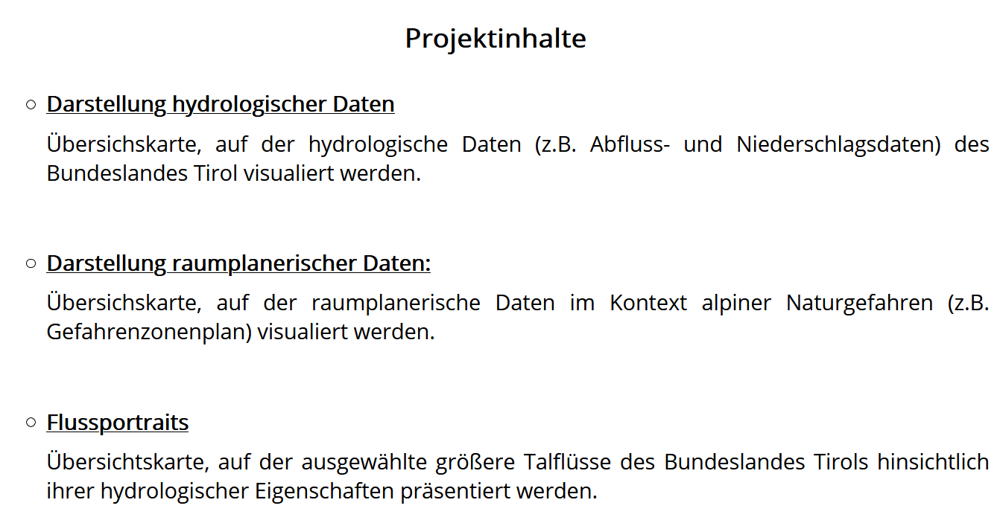 Projektinhalte
Darstellung hydrologischer Daten
Übersichskarte, auf der hydrologische Daten (z.B. Abfluss- und Niederschlagsdaten) des
Bundeslandes Tirol visualiert werden.
Darstellung raumplanerischer Daten:
Übersichskarte, auf der raumplanerische Daten im Kontext alpiner Naturgefahren (z.B.
Gefahrenzonenplan) visualiert werden.
Flussportraits
Übersichtskarte, auf der ausgewählte größere Talflüsse des Bundeslandes Tirols hinsichtlich
ihrer hydrologischer Eigenschaften präsentiert werden.